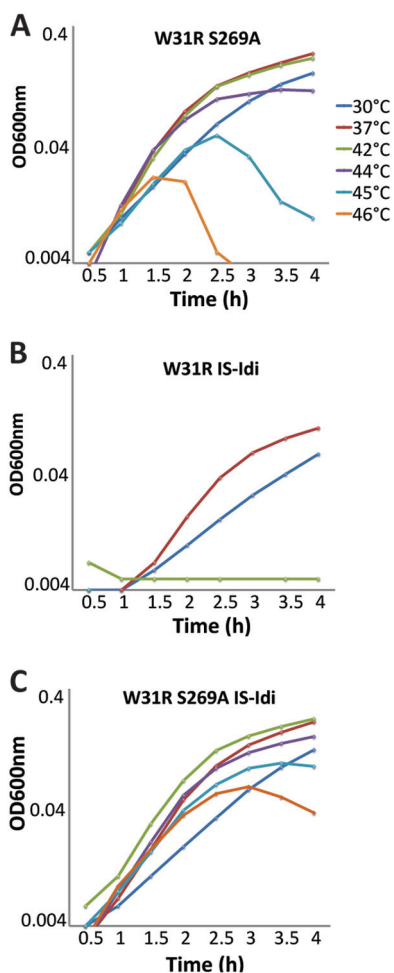 A
W31R S269A
0.4
0.04
0.004
OD600nm
0.5 1 1.5 2 2.5 3 3.5 4
Time (h)
30°C
37°C
42°C
44°C
45°C
46°C
B
W31R IS-Idi
0.4
0.04
0.004
OD600nm
0.5 1 1.5 2 2.5 3 3.5 4
Time (h)
C
W31R S269A IS-Idi
0.4
0.04
0.004
OD600nm
0.5 1 1.5 2 2.5 3 3.5 4
Time (h)